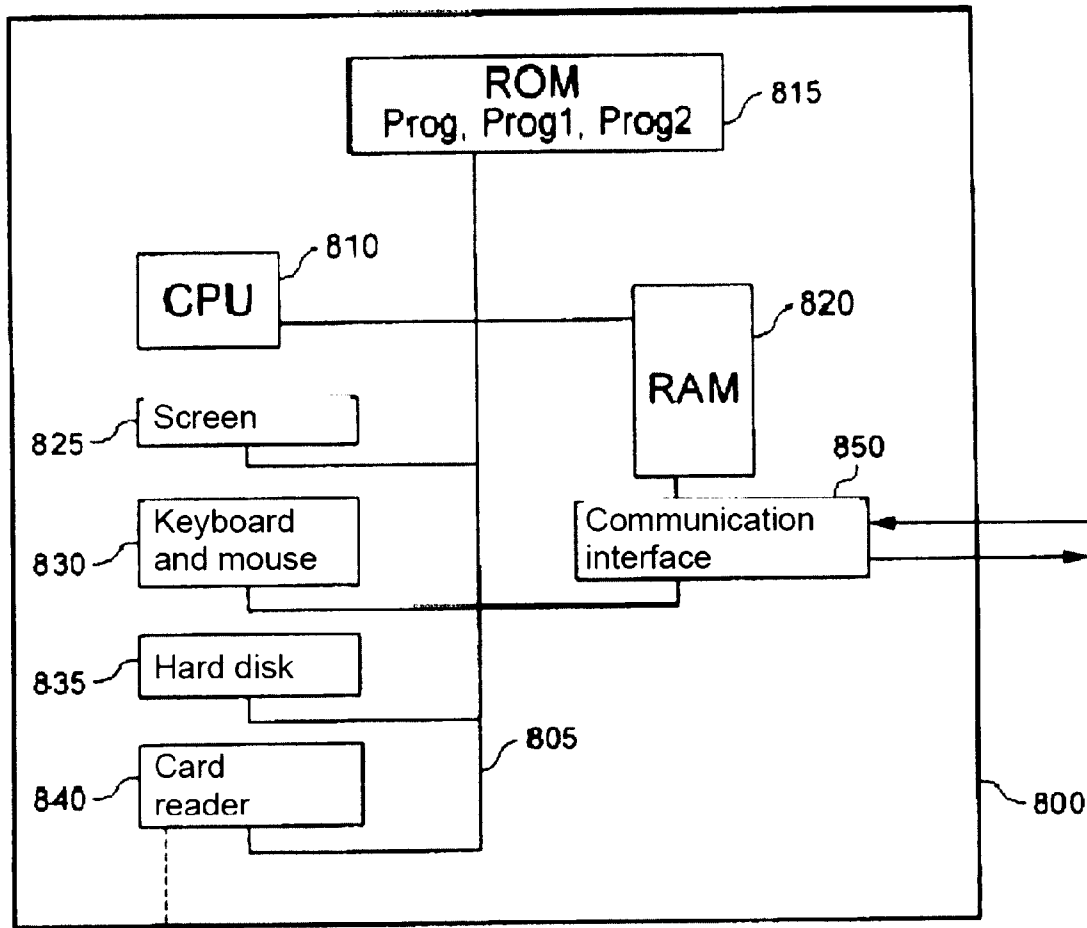 ROM
Prog, Prog1, Prog2
815
810
CPU
820
RAM
Screen
825
850
Keyboard
and mouse
830
Communication
interface
Hard disk
835
805
Card
reader
840
800